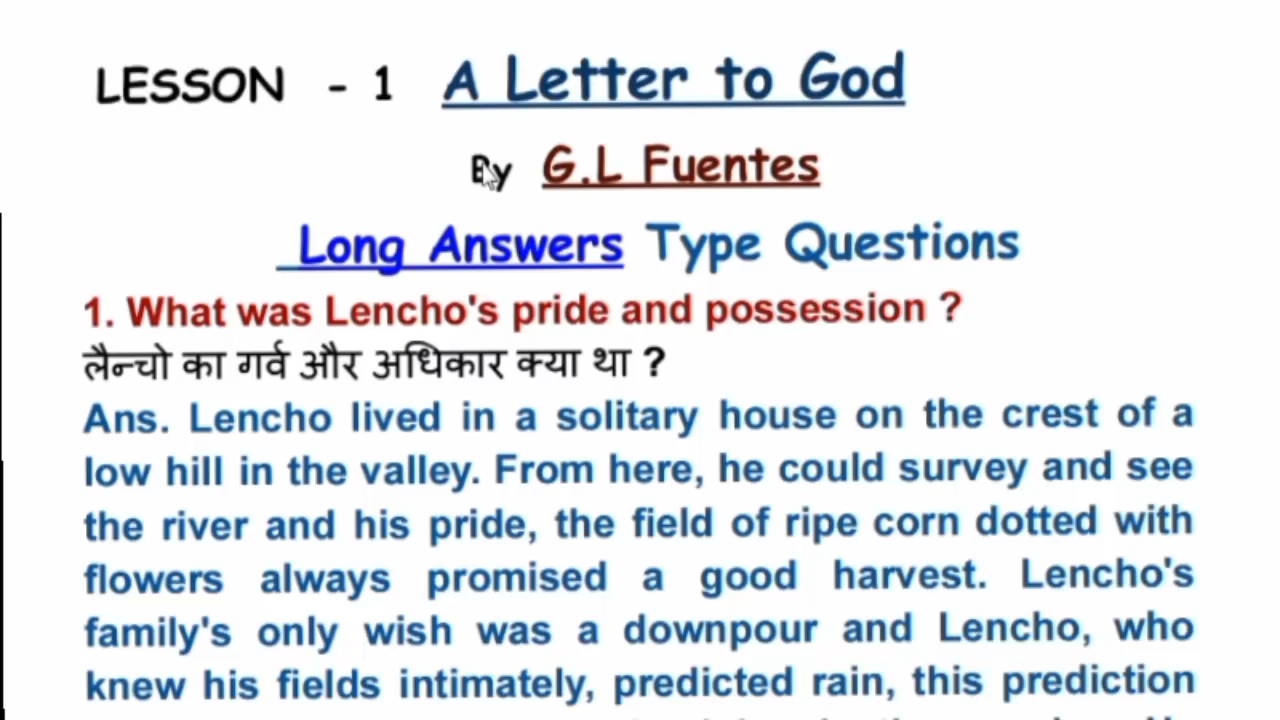 LESSON - 1 A Letter to God
By G.L Fuentes
Long Answers Type Questions
1. What was Lencho's pride and possession ?
लैन्चो का गर्व और अधिकार क्या था ?
Ans. Lencho lived in a solitary house on the crest of a
low hill in the valley. From here, he could survey and see
the river and his pride, the field of ripe corn dotted with
flowers always promised a good harvest. Lencho's
family's only wish was a downpour and Lencho, who
knew his fields intimately, predicted rain, this prediction